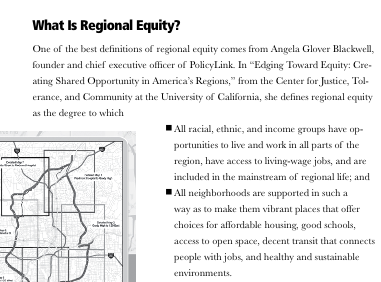 What Is Regional Equity?
One of the best definitions of regional equity comes from Angela Glover Blackwell,
founder and chief executive officer of PolicyLink. In “Edging Toward Equity: Cre-
ating Shared Opportunity in America’s Regions,” from the Center for Justice, Tol-
erance, and Community at the University of California, she defines regional equity
as the degree to which
■ All racial, ethnic, and income groups have op-
portunities to live and work in all parts of the
region, have access to living-wage jobs, and are
included in the mainstream of regional life; and
■ All neighborhoods are supported in such a
way as to make them vibrant places that offer
choices for affordable housing, good schools,
access to open space, decent transit that connects
people with jobs, and healthy and sustainable
environments.